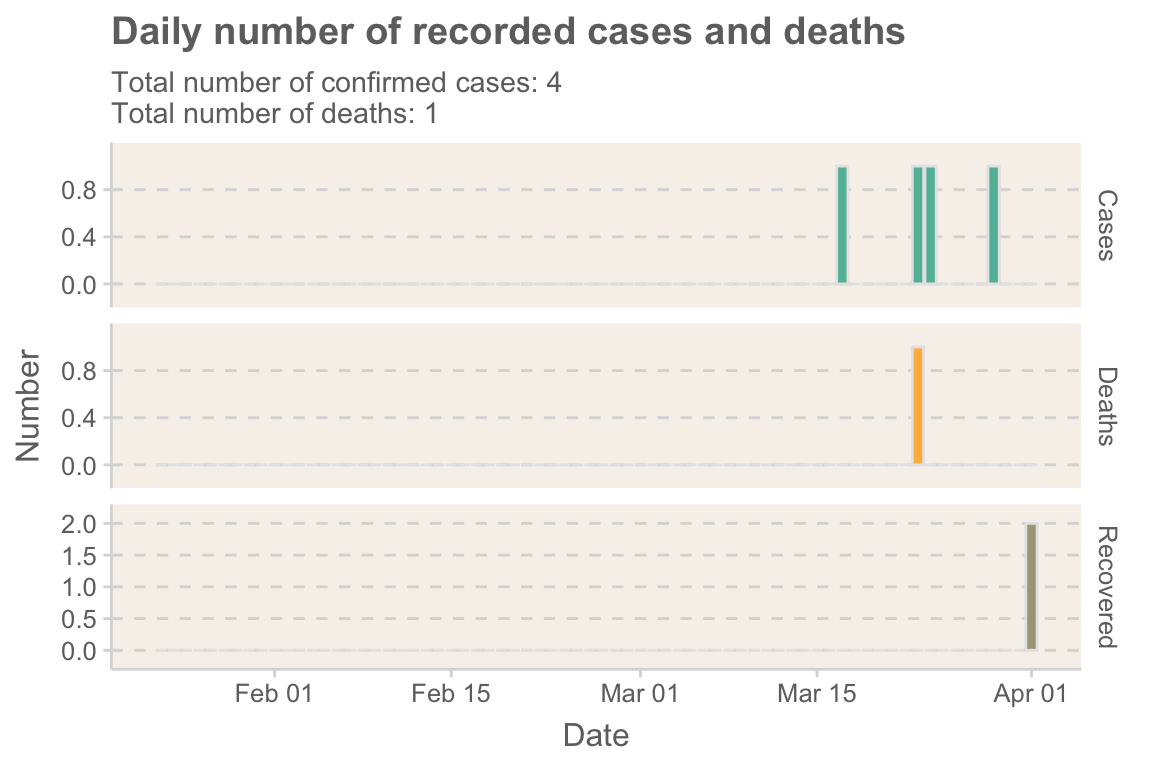 Daily number of recorded cases and deaths
Total number of confirmed cases: 4
Total number of deaths: 1
0.8
0.4
0.0
Cases
Number
0.8
0.4
0.0
Deaths
2.0
1.5
1.0
0.5
0.0
Recovered
Feb 01 Feb 15 Mar 01 Mar 15 Apr 01
Date